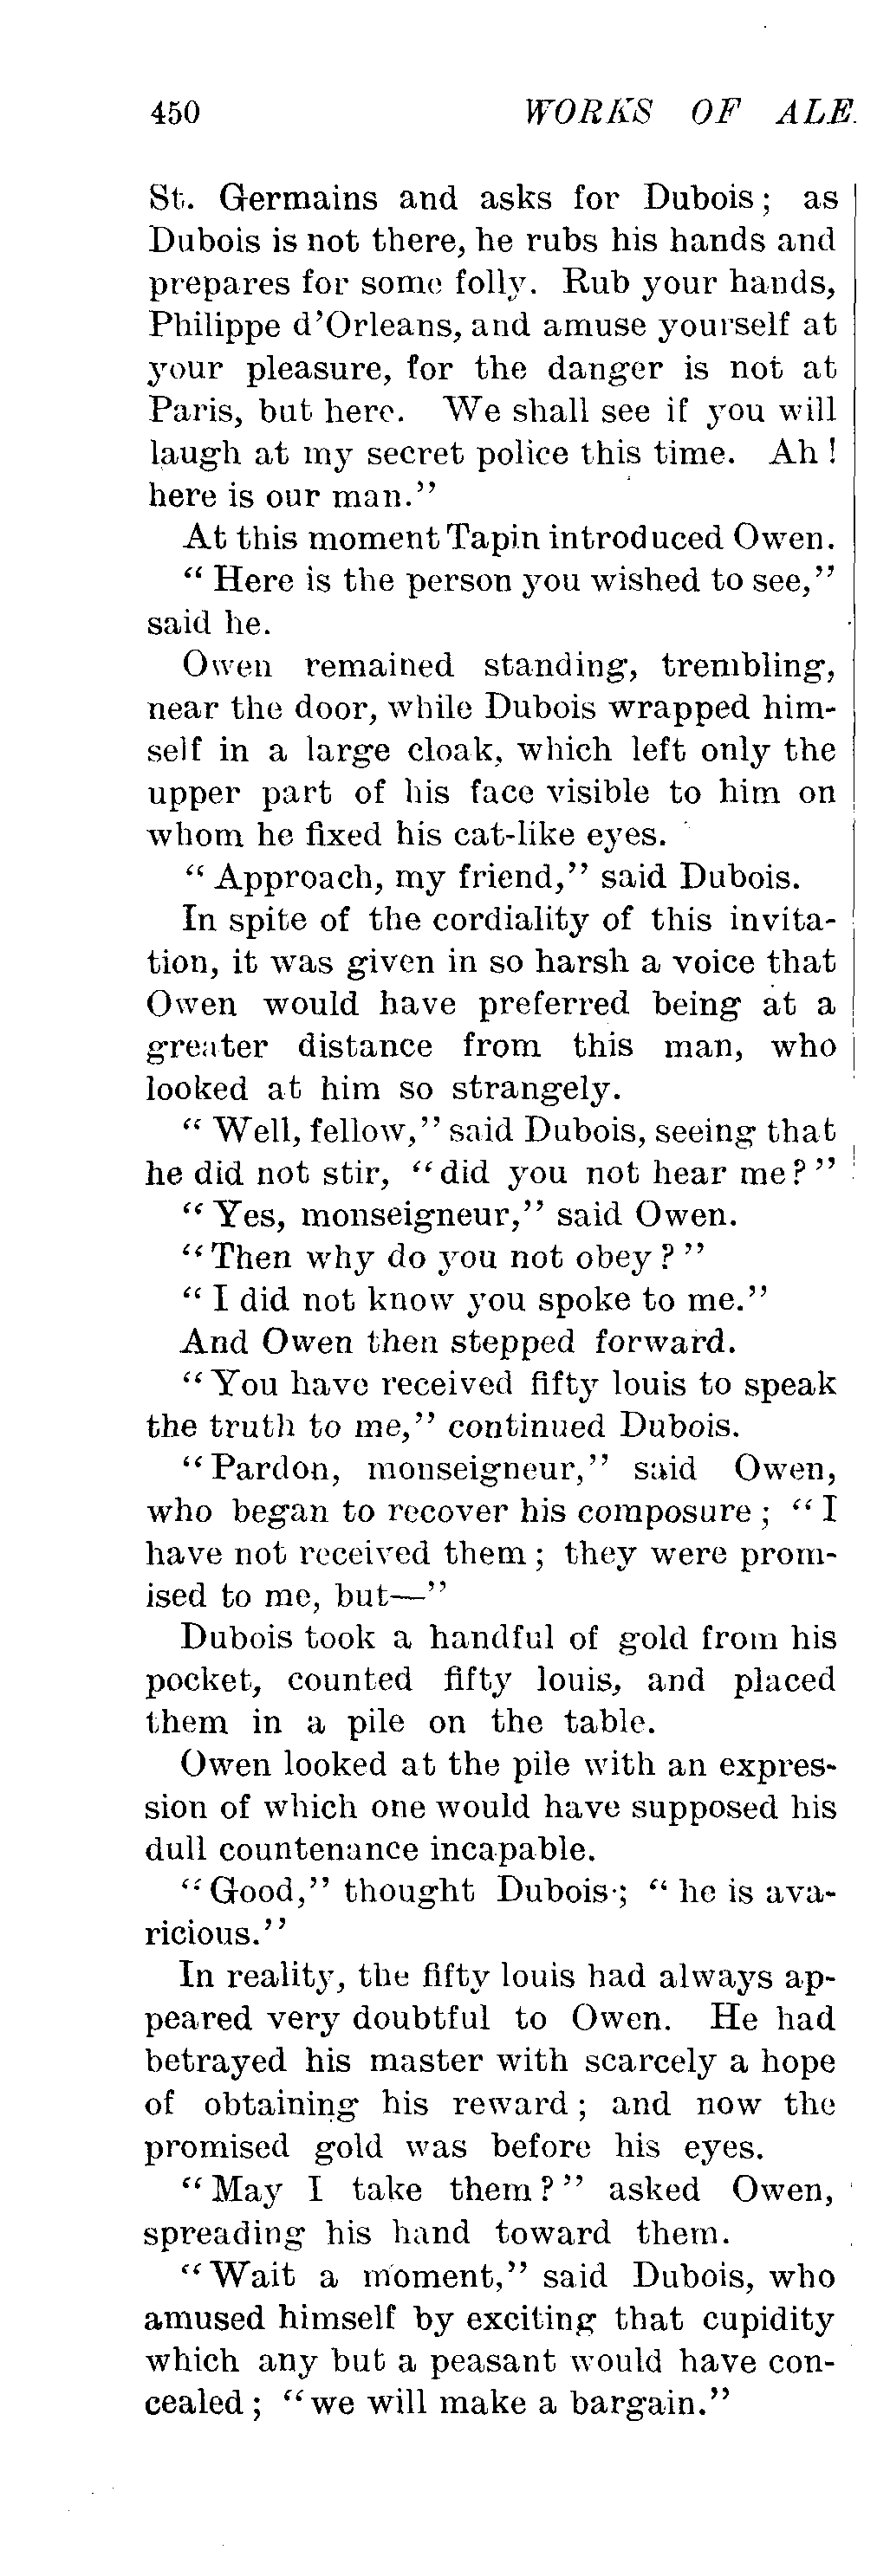 450 WORKS OF ALE
St. Germains and asks for Dubois; as
Dubois is not there, he rubs his hands and
prepares for some folly. Rub your hands,
Philippe d'Orleans, and amuse yourself at
your pleasure, for the danger is not at
Paris, but here. We shall see if you will
laugh at my secret police this time. Ah!
here is our man."
At this moment Tapin introduced Owen.
"Here is the person you wished to see,"
said he.
Owen remained standing, trembling,
near the door, while Dubois wrapped him-
self in a large cloak, which left only the
upper part of his face visible to him on
whom he fixed his cat-like eyes.
"Approach, my friend," said Dubois.
In spite of the cordiality of this invita-
tion, it was given in so harsh a voice that
Owen would have preferred being at a
greater distance from this man, who
looked at him so strangely.
"Well, fellow," said Dubois, seeing that
he did not stir, "did you not hear me?"
"Yes, monseigneur," said Owen.
"Then why do you not obey?"
"I did not know you spoke to me."
And Owen then stepped forward.
"You have received fifty louis to speak
the truth to me," continued Dubois.
"Pardon, monseigneur," said Owen,
who began to recover his composure; "I
have not received them; they were prom-
ised to me, but—"
Dubois took a handful of gold from his
pocket, counted fifty louis, and placed
them in a pile on the table.
Owen looked at the pile with an expres-
sion of which one would have supposed his
dull countenance incapable.
"Good," thought Dubois; "he is ava-
ricious."
In reality, the fifty louis had always ap-
peared very doubtful to Owen. He had
betrayed his master with scarcely a hope
of obtaining his reward; and now the
promised gold was before his eyes.
"May I take them?" asked Owen,
spreading his hand toward them.
"Wait a moment," said Dubois, who
amused himself by exciting that cupidity
which any but a peasant would have con-
cealed; "we will make a bargain."